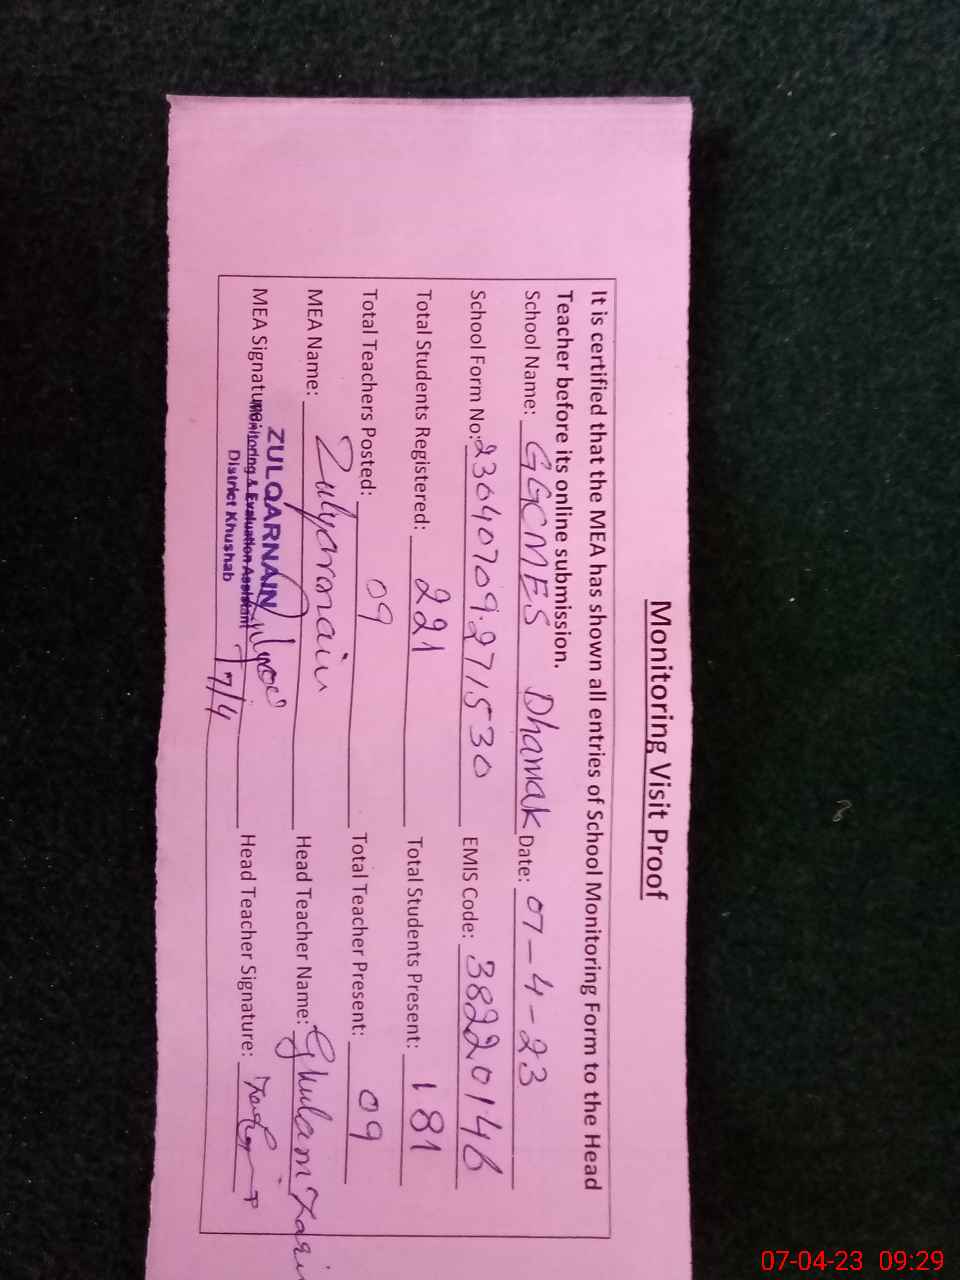 Monitoring Visit Proof
It is certified that the MEA has shown all entries of School Monitoring Form to the Head
Teacher before its online submission.
School Name: GGCMES Dhamak Date: 07-4-23
School Form No: 23040709271530 EMIS Code: 38220146
Total Students Registered: 221 Total Students Present: 181
Total Teachers Posted: 09 Total Teacher Present: 09
MEA Name: Zulqarnain Head Teacher Name: Ghulam
MEA Signature: 7/4 Head Teacher Signature:
ZULQARNAIN
Monitoring & Evaluation Assistant
District Khushab
07-04-23 09:29